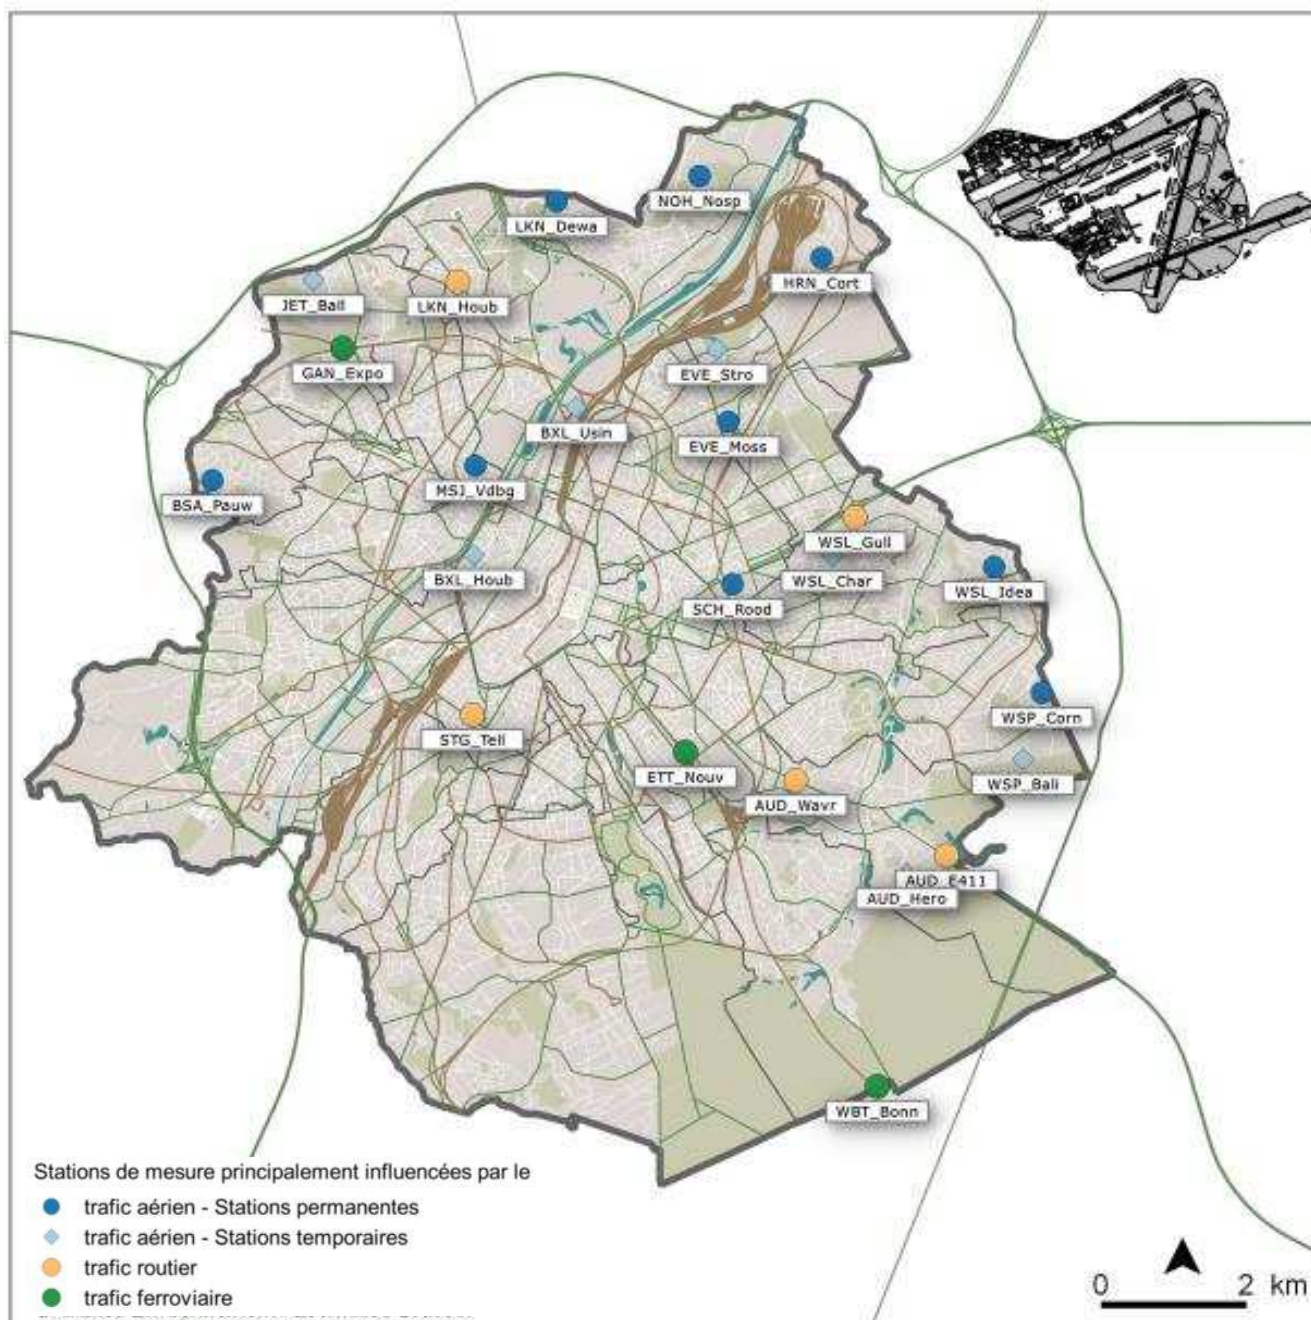 NOH_Nosp
LKN_Dewa
HRN_Cort
JET_Ball
LKN_Houb
GAN_Expo
EVE_Stro
BXL_Usin
EVE_Moss
MSJ_Vdbg
BSA_Pauw
WSL_Gull
BXL_Houb
WSL_Char
WSL_Idea
SCH_Rood
WSP_Corn
STG_Tell
ETT_Nouv
WSP_Bali
AUD_Wavr
AUD_E411
AUD_Hero
WBT_Bonn
Stations de mesure principalement influencées par le
trafic aérien - Stations permanentes
trafic aérien - Stations temporaires
trafic routier
trafic ferroviaire
0 2 km